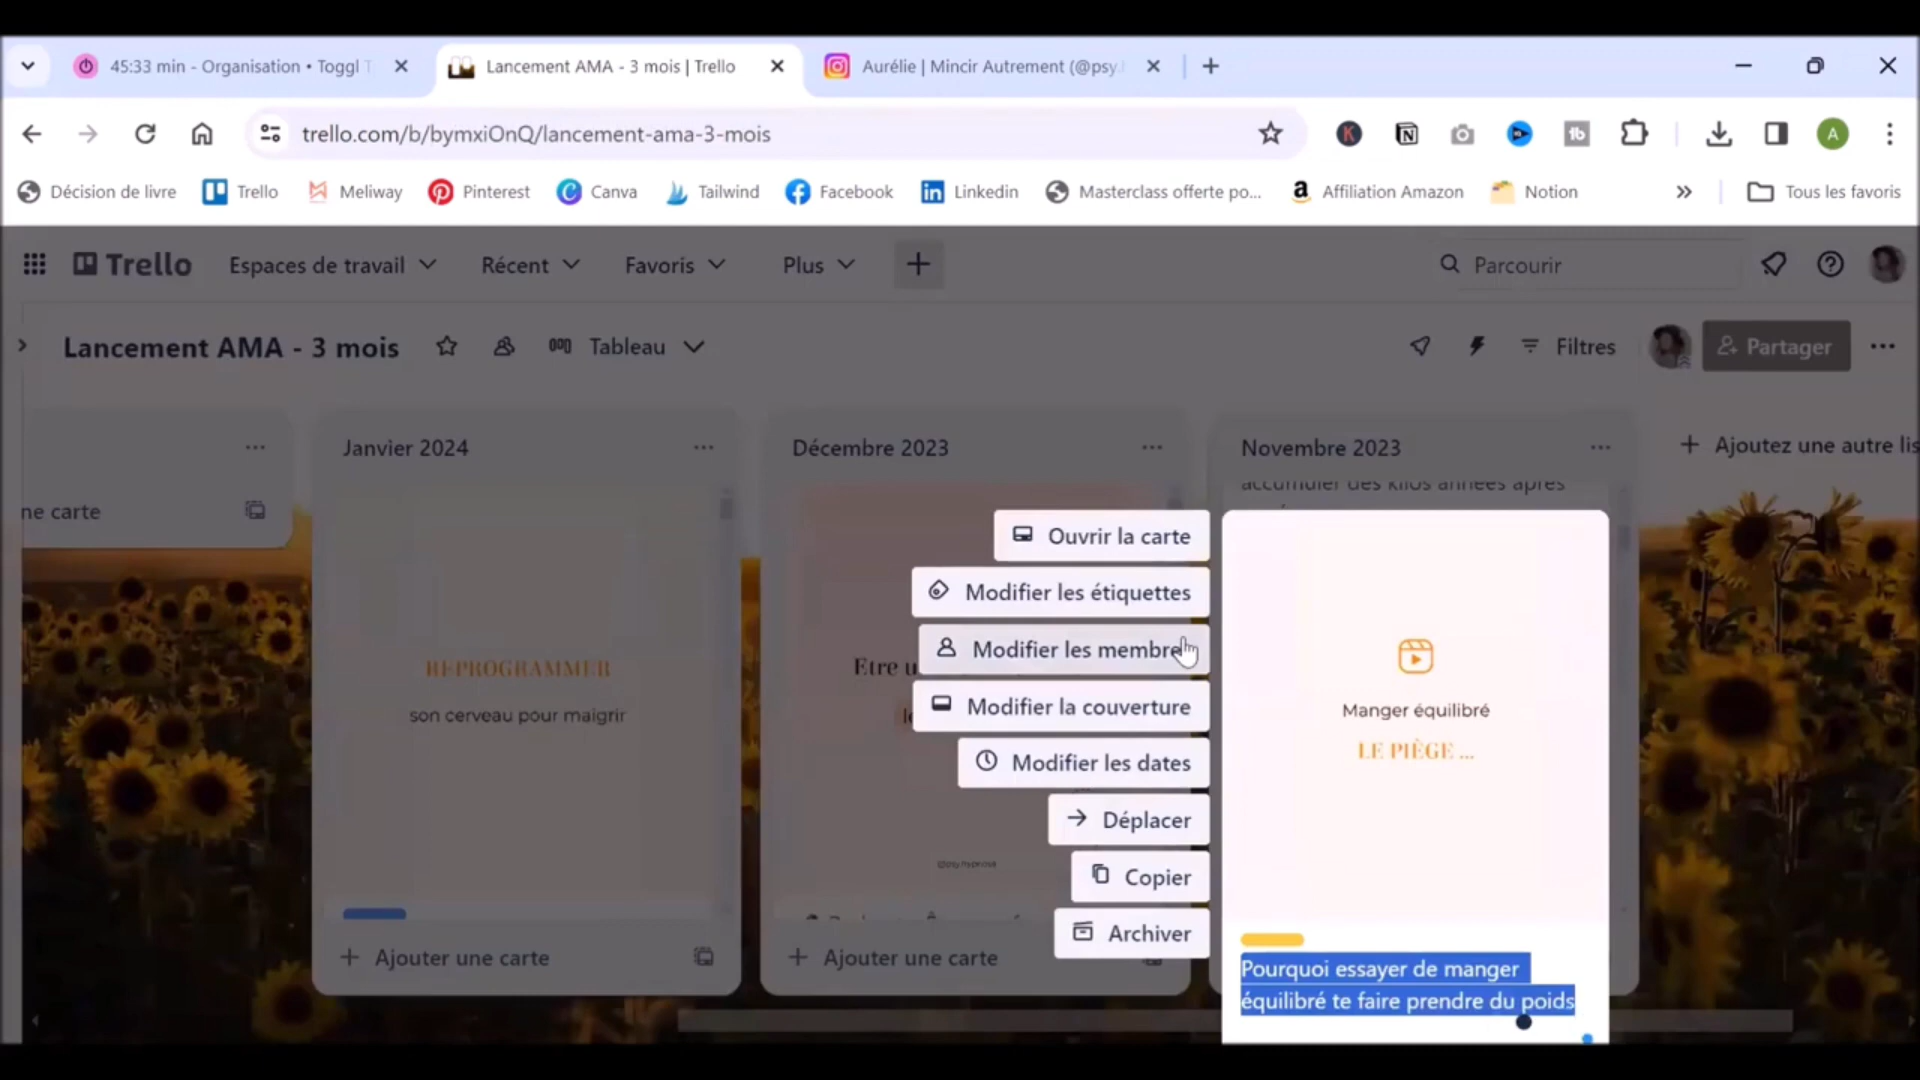 45:33 min - Organisation • Toggl T
Lancement AMA - 3 mois | Trello
Aurélie | Mincir Autrement (@psy.
trello.com/b/bymxiOnQ/lancement-ama-3-mois
Décision de livre
Trello
Meliway
Pinterest
Canva
Tailwind
Facebook
Linkedin
Masterclass offerte po...
Affiliation Amazon
Notion
Tous les favoris
Trello
Espaces de travail
Récent
Favoris
Plus
Parcourir
Lancement AMA - 3 mois
Tableau
Filtres
Partager
Janvier 2024
Décembre 2023
Novembre 2023
Ajoutez une autre lis
accumuler des kilos années après
ne carte
REPROGRAMMER
son cerveau pour maigrir
Etre u
Ouvrir la carte
Modifier les étiquettes
Modifier les membre
Modifier la couverture
Modifier les dates
Déplacer
Copier
Archiver
Manger équilibré
LE PIÈGE ...
Ajouter une carte
Ajouter une carte
Pourquoi essayer de manger
équilibré te faire prendre du poids